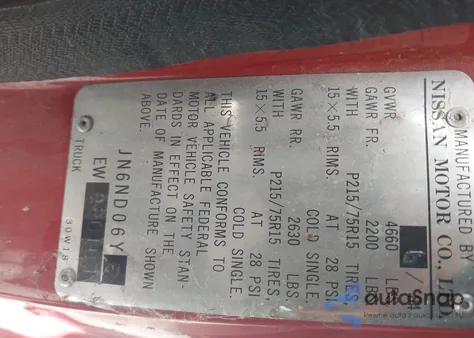 MANUFACTURED BY
NISSAN MOTOR CO., LTD.
GVWR 4660
GAWR FR. 2200 LBS.
WITH P215/75R15 TIRES,
15×5.5 RIMS. AT 28 PSI
COLD SINGLE.
GAWR RR. 2630 LBS.
WITH P215/75R15 TIRES,
15×5.5 RIMS. AT 28 PSI
COLD SINGLE.
THIS VEHICLE CONFORMS TO
ALL APPLICABLE FEDERAL
MOTOR VEHICLE SAFETY STAN-
DARDS IN EFFECT ON THE
DATE OF MANUFACTURE SHOWN
ABOVE.
JN6ND06Y
EW
TRUCK 30W18
autosnap